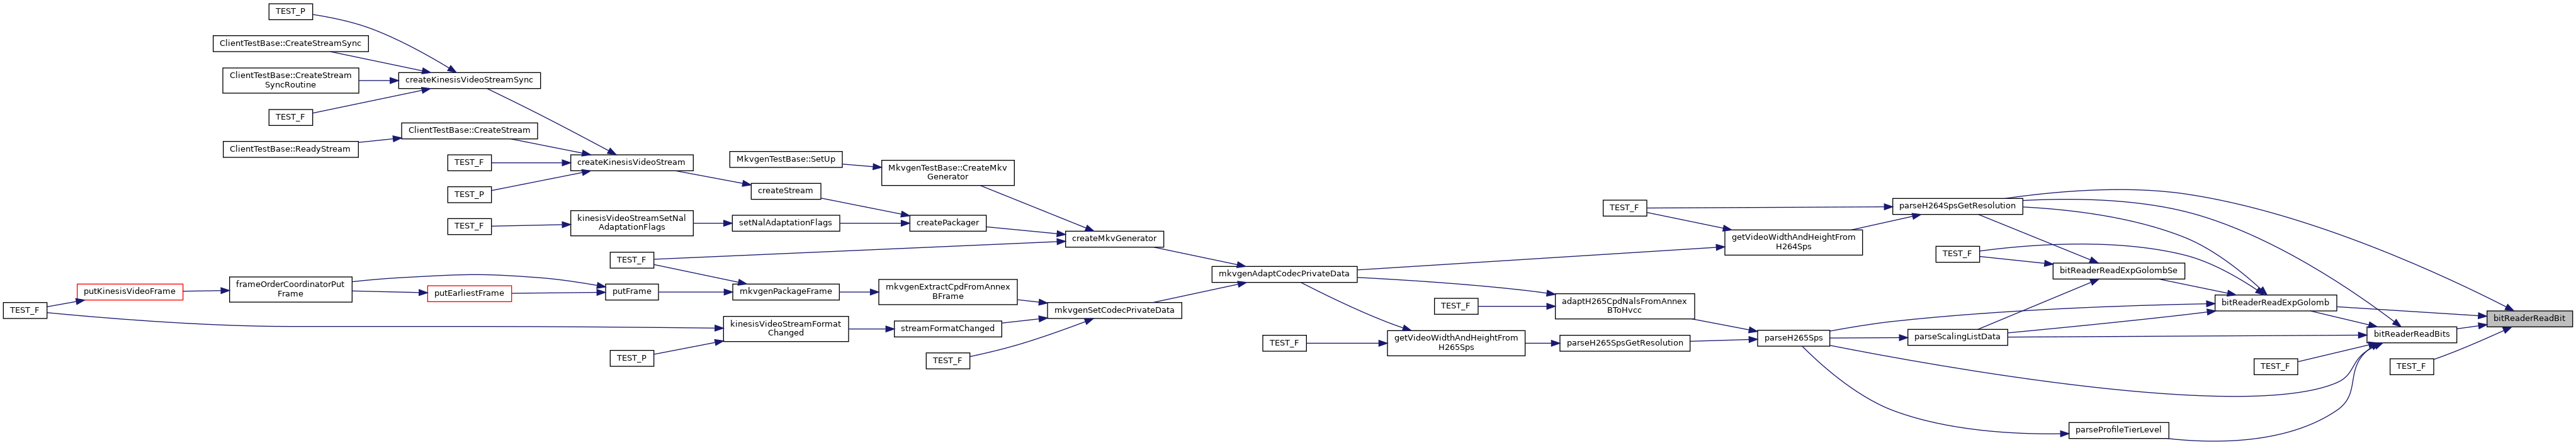 TEST_P
ClientTestBase::CreateStreamSync
ClientTestBase::CreateStream
SyncRoutine
createKinesisVideoStreamSync
TEST_F
ClientTestBase::CreateStream
ClientTestBase::ReadyStream
TEST_F
createKinesisVideoStream
TEST_P
MkvgenTestBase::SetUp
MkvgenTestBase::CreateMkv
Generator
createStream
TEST_F
kinesisVideoStreamSetNal
AdaptationFlags
setNalAdaptationFlags
createPackager
createMkvGenerator
TEST_F
putKinesisVideoFrame
TEST_F
frameOrderCoordinatorPut
Frame
putEarliestFrame
putFrame
mkvgenPackageFrame
mkvgenExtractCpdFromAnnex
BFrame
kinesisVideoStreamFormat
Changed
TEST_P
streamFormatChanged
TEST_F
mkvgenSetCodecPrivateData
mkvgenAdaptCodecPrivateData
TEST_F
getVideoWidthAndHeightFrom
H265Sps
TEST_F
adaptH265CpdNalsFromAnnex
BToHvcc
parseH265SpsGetResolution
TEST_F
getVideoWidthAndHeightFrom
H264Sps
parseH265Sps
parseH264SpsGetResolution
TEST_F
bitReaderReadExpGolombSe
parseScalingListData
parseProfileTierLevel
bitReaderReadExpGolomb
bitReaderReadBits
TEST_F
TEST_F
bitReaderReadBit